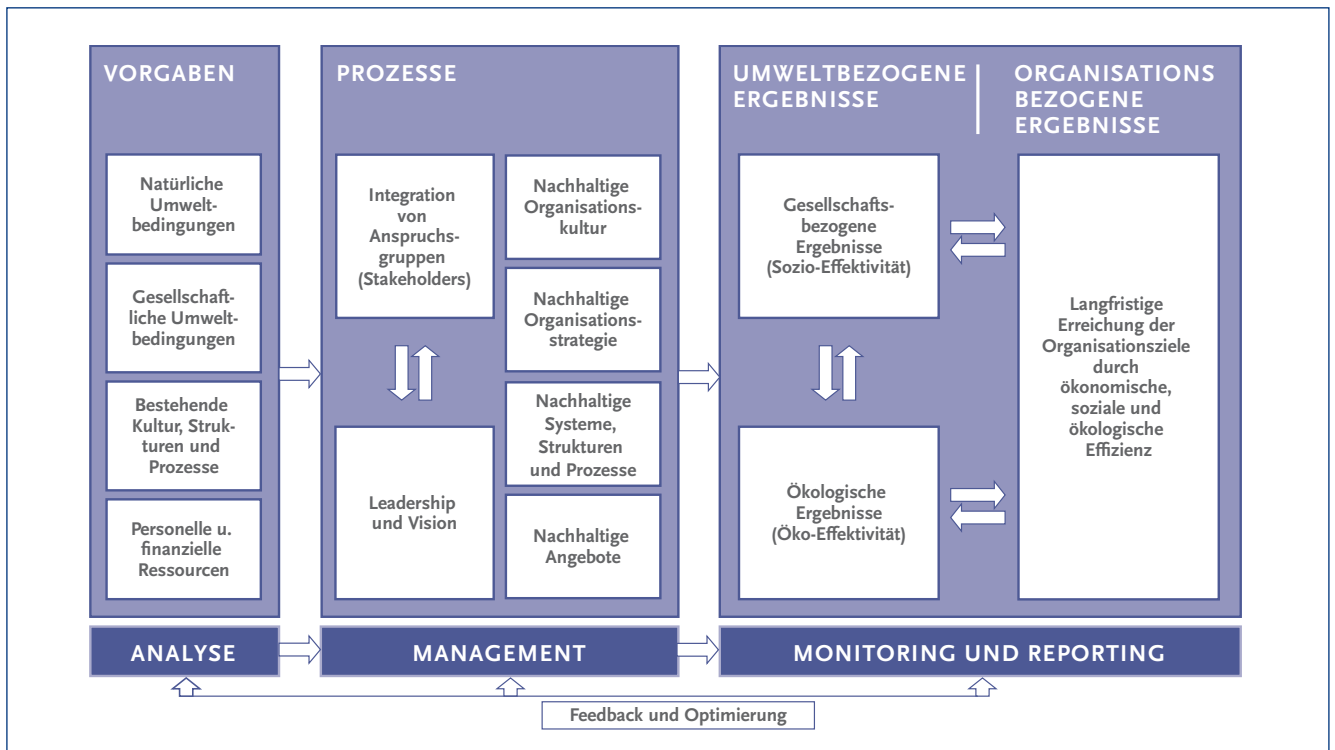 VORGABEN
Natürliche
Umwelt-
bedingungen
Gesellschaft-
liche Umwelt-
bedingungen
Bestehende
Kultur, Struk-
turen und
Prozesse
Personelle u.
finanzielle
Ressourcen
PROZESSE
Integration
von
Anspruchs-
gruppen
(Stakeholders)
Leadership
und Vision
Nachhaltige
Organisations-
kultur
Nachhaltige
Organisations-
strategie
Nachhaltige
Systeme,
Strukturen
und Prozesse
Nachhaltige
Angebote
UMWELTBEZOGENE
ERGEBNISSE
Gesellschafts-
bezogene
Ergebnisse
(Sozio-Effektivität)
Ökologische
Ergebnisse
(Öko-Effektivität)
ORGANISATIONS
BEZOGENE
ERGEBNISSE
Langfristige
Erreichung der
Organisationsziele
durch
ökonomische,
soziale und
ökologische
Effizienz
ANALYSE
MANAGEMENT
MONITORING UND REPORTING
Feedback und Optimierung